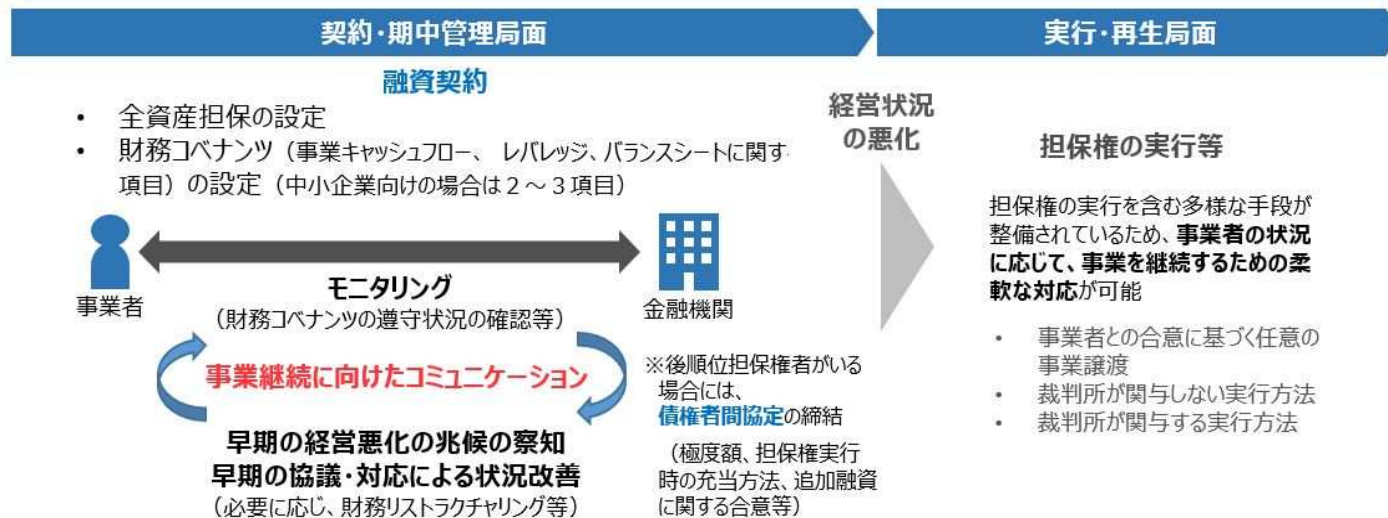 契約・期中管理局面
実行・再生局面
融資契約
• 全資産担保の設定
• 財務コベナンツ（事業キャッシュフロー、レバレッジ、バランスシートに関す
項目）の設定（中小企業向けの場合は２～３項目）
事業者
金融機関
モニタリング
（財務コベナンツの遵守状況の確認等）
事業継続に向けたコミュニケーション
早期の経営悪化の兆候の察知
早期の協議・対応による状況改善
（必要に応じ、財務リストラクチャリング等）
※後順位担保権者がいる
場合には、
債権者間協定の締結
（極度額、担保権実行
時の充当方法、追加融資
に関する合意等）
経営状況
の悪化
担保権の実行等
担保権の実行を含む多様な手段が
整備されているため、事業者の状況
に応じて、事業を継続するための柔
軟な対応が可能
• 事業者との合意に基づく任意の
事業譲渡
• 裁判所が関与しない実行方法
• 裁判所が関与する実行方法